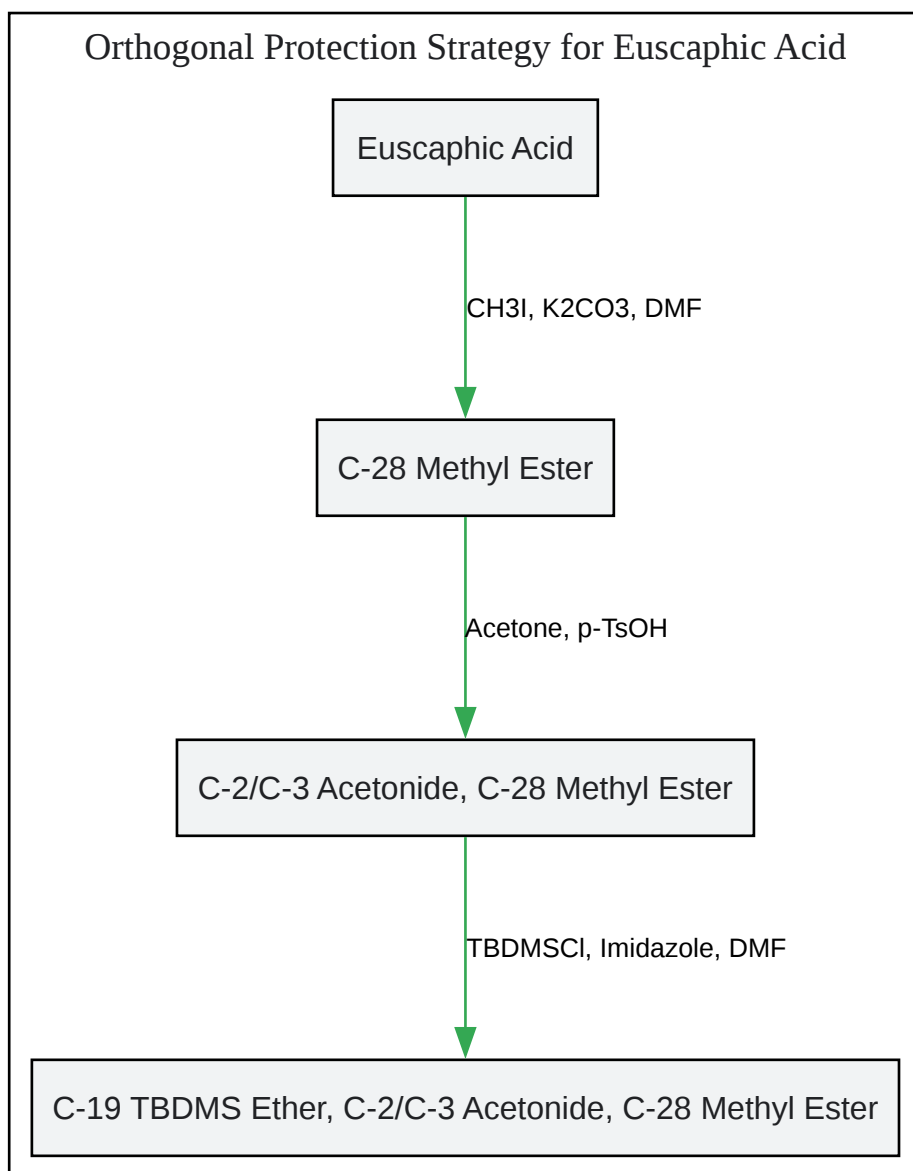 Orthogonal Protection Strategy for Euscaphic Acid
Euscaphic Acid
CH3I, K2CO3, DMF
C-28 Methyl Ester
Acetone, p-TsOH
C-2/C-3 Acetonide, C-28 Methyl Ester
TBDMSCl, Imidazole, DMF
C-19 TBDMS Ether, C-2/C-3 Acetonide, C-28 Methyl Ester